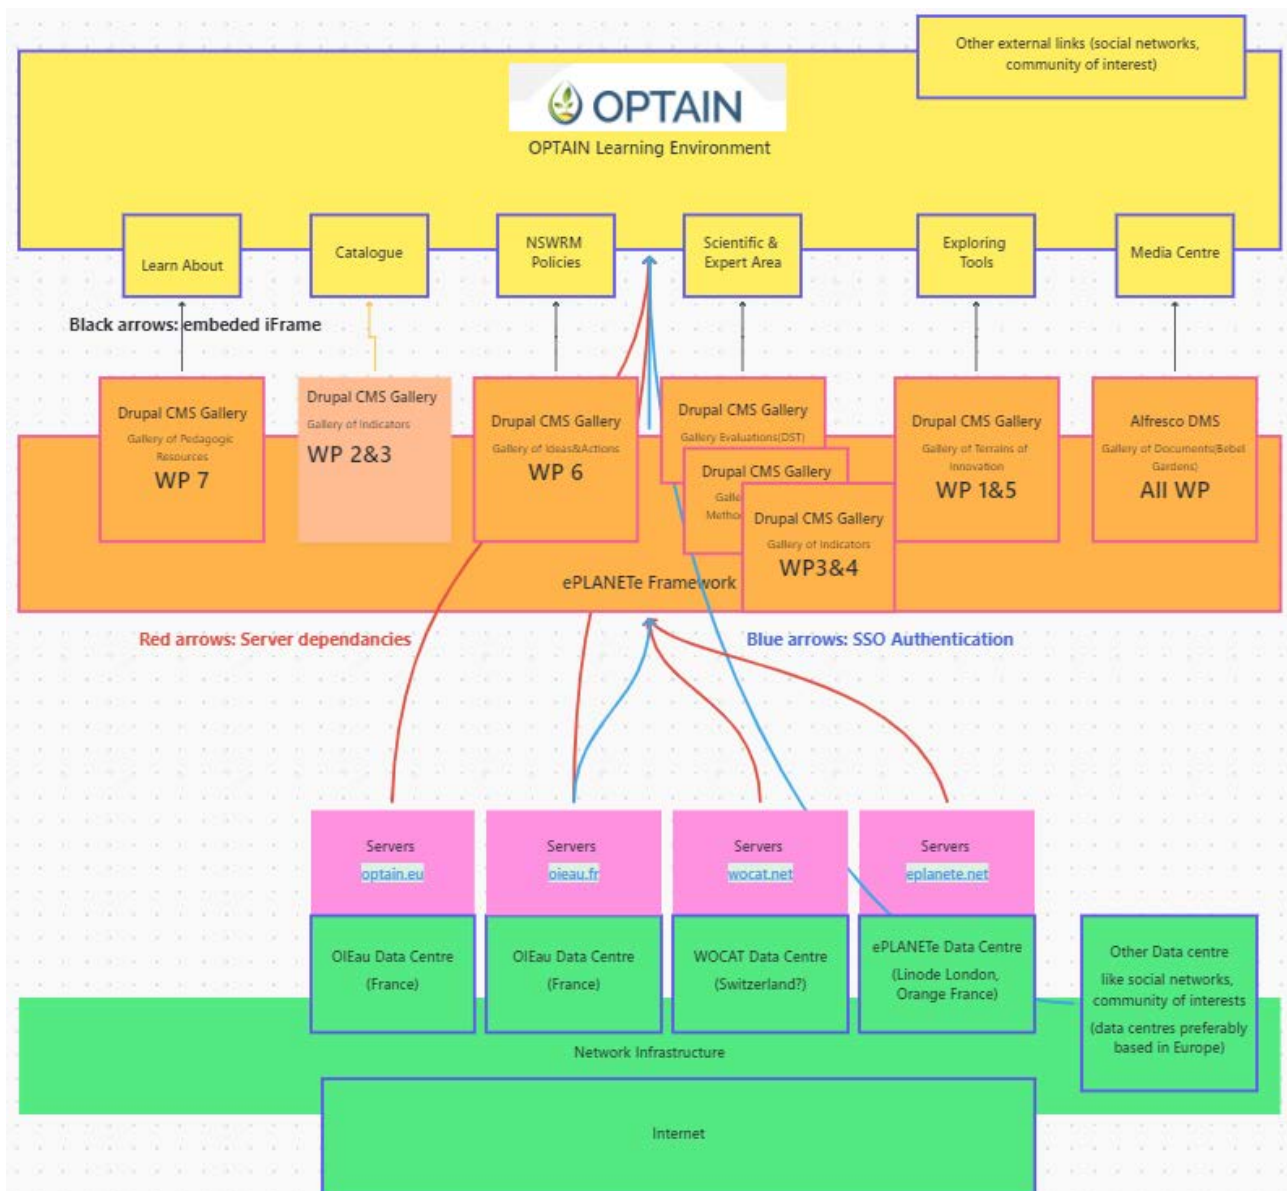 Other external links (social networks,
community of interest)
OPTAIN
OPTAIN Learning Environment
Learn About
Catalogue
NSWRM
Policies
Scientific &
Expert Area
Exploring
Tools
Media Centre
Black arrows: embeded iFrame
Drupal CMS Gallery
Gallery of Pedagogic
Resources
WP 7
Drupal CMS Gallery
Gallery of Indicators
WP 2&3
Drupal CMS Gallery
Gallery of Ideas&Actions
WP 6
Drupal CMS Gallery
Gallery Evaluations(DST)
Drupal CMS Gallery
Drupal CMS Gallery
Gallery of Indicators
WP3&4
Drupal CMS Gallery
Gallery of Terrains of
Innovation
WP 1&5
Alfresco DMS
Gallery of Documents(Bebel
Gardens)
All WP
ePLANETe Framework
Red arrows: Server dependancies
Blue arrows: SSO Authentication
Servers
optain.eu
Servers
oieau.fr
Servers
wocat.net
Servers
eplanete.net
OIEau Data Centre
(France)
OIEau Data Centre
(France)
WOCAT Data Centre
(Switzerland?)
ePLANETe Data Centre
(Linode London,
Orange France)
Other Data centre
like social networks,
community of interests
(data centres preferably
based in Europe)
Network Infrastructure
Internet